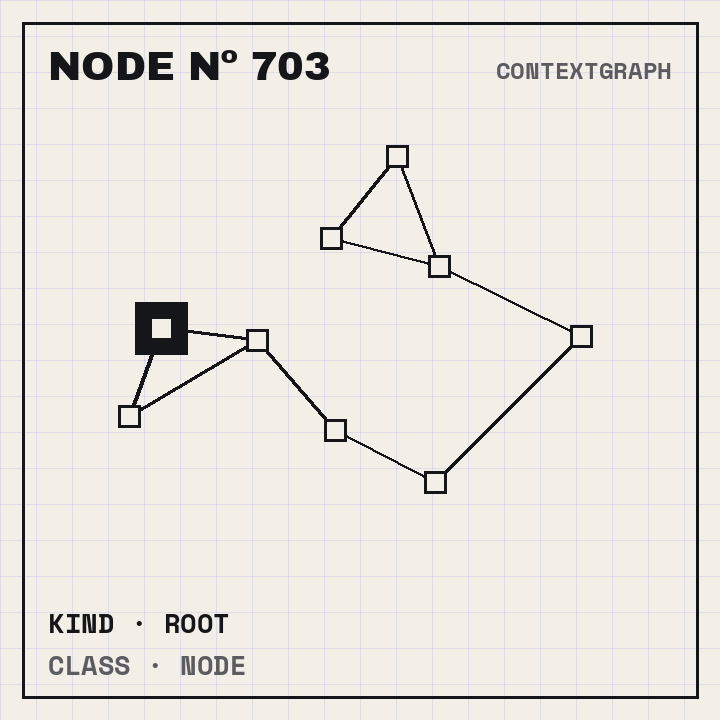 NODE Nº 703
CONTEXTGRAPH
KIND · ROOT
CLASS · NODE